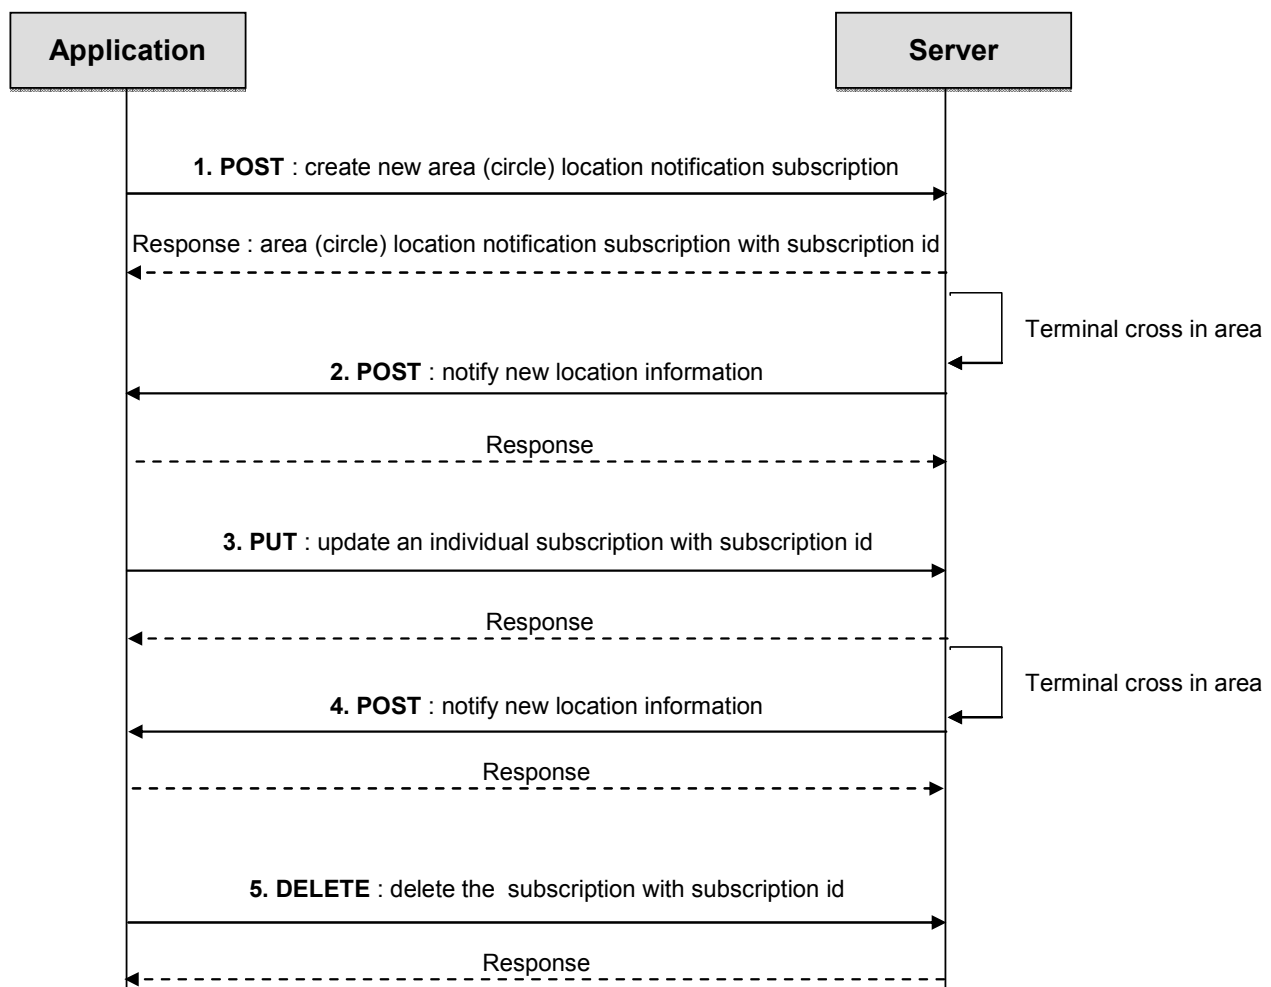 Application
Server
1. POST : create new area (circle) location notification subscription
Response : area (circle) location notification subscription with subscription id
Terminal cross in area
2. POST : notify new location information
Response
3. PUT : update an individual subscription with subscription id
Response
Terminal cross in area
4. POST : notify new location information
Response
5. DELETE : delete the  subscription with subscription id
Response